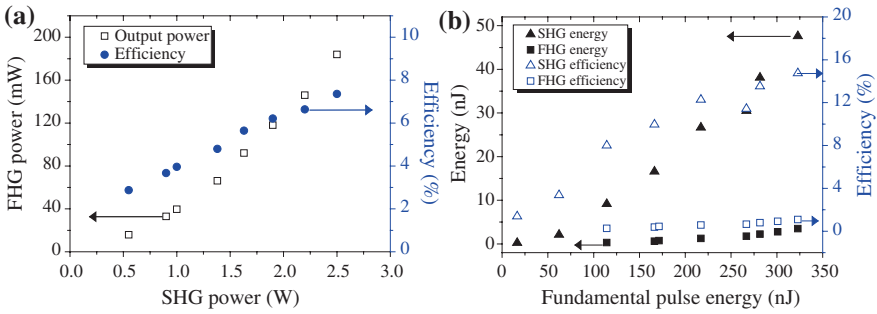 (a)
Output power
Efficiency
FHG power (mW)
200
160
120
80
40
0
10
8
6
4
2
0
Efficiency (%)
0.0 0.5 1.0 1.5 2.0 2.5 3.0
SHG power (W)
(b)
SHG energy
FHG energy
SHG efficiency
FHG efficiency
Energy (nJ)
50
40
30
20
10
0
20
16
12
8
4
0
Efficiency (%)
0 50 100 150 200 250 300 350
Fundamental pulse energy (nJ)